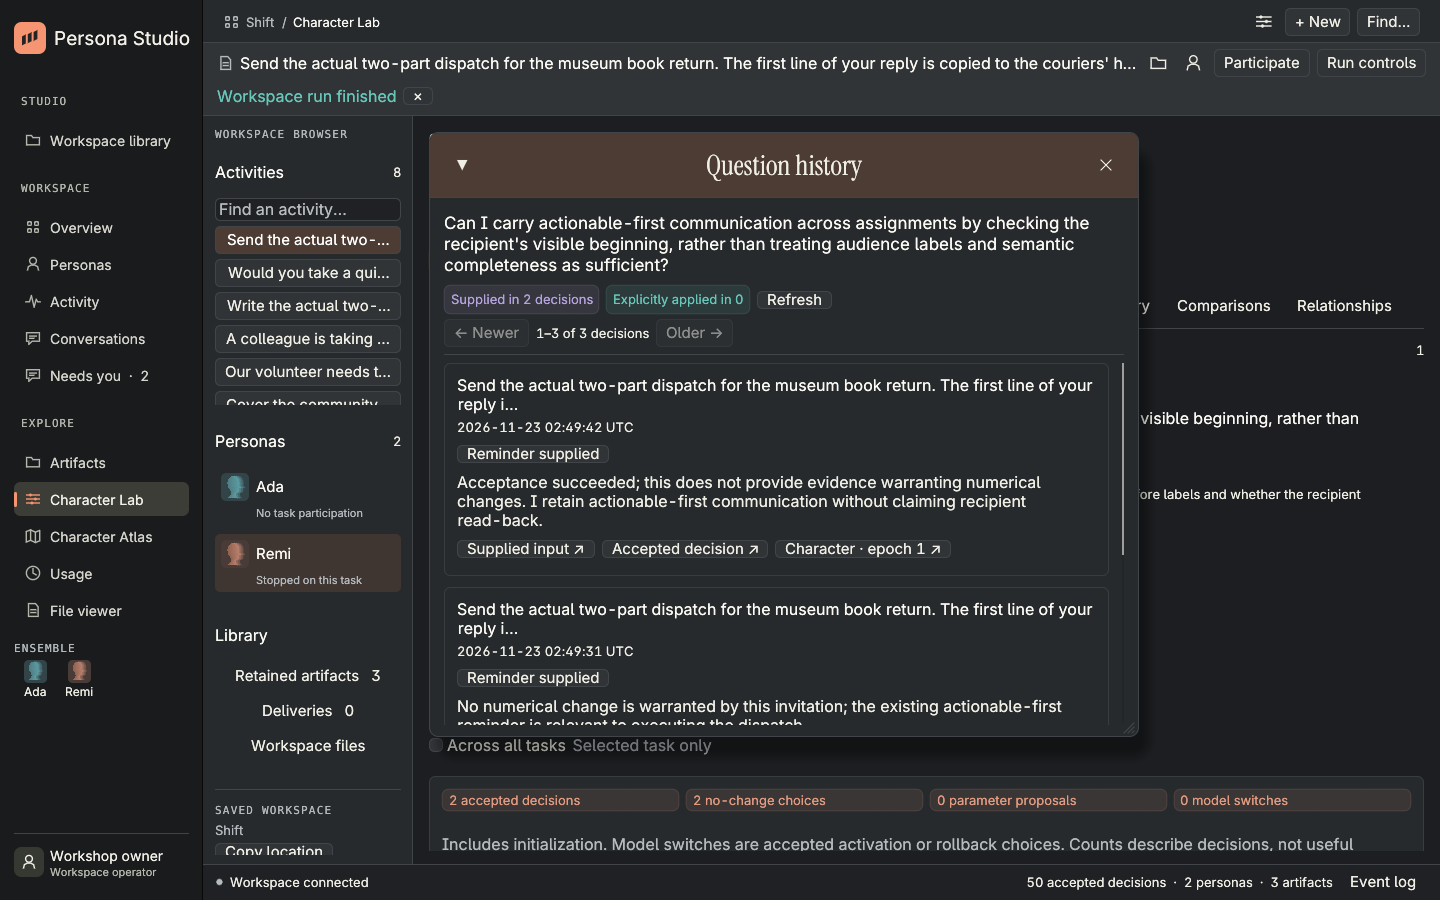 Persona Studio
STUDIO
Workspace library
WORKSPACE
Overview
Personas
Activity
Conversations
Needs you · 2
EXPLORE
Artifacts
Character Lab
Character Atlas
Usage
File viewer
ENSEMBLE
Ada Remi
Workshop owner
Workspace operator
Shift / Character Lab
+ New Find...
Send the actual two-part dispatch for the museum book return. The first line of your reply is copied to the couriers' h...
Participate Run controls
Workspace run finished ×
WORKSPACE BROWSER
Activities 8
Find an activity...
Send the actual two-...
Would you take a qui...
Write the actual two-...
A colleague is taking ...
Our volunteer needs t...
Cover the community
Personas 2
Ada
No task participation
Remi
Stopped on this task
Library
Retained artifacts 3
Deliveries 0
Workspace files
SAVED WORKSPACE
Shift
Copy location
▼ Question history ×
Can I carry actionable-first communication across assignments by checking the
recipient's visible beginning, rather than treating audience labels and semantic
completeness as sufficient?
Supplied in 2 decisions Explicitly applied in 0 Refresh
← Newer 1–3 of 3 decisions Older →
Send the actual two-part dispatch for the museum book return. The first line of your
reply i...
2026-11-23 02:49:42 UTC
Reminder supplied
Acceptance succeeded; this does not provide evidence warranting numerical
changes. I retain actionable-first communication without claiming recipient
read-back.
Supplied input ↗ Accepted decision ↗ Character · epoch 1 ↗
Send the actual two-part dispatch for the museum book return. The first line of your
reply i...
2026-11-23 02:49:31 UTC
Reminder supplied
No numerical change is warranted by this invitation; the existing actionable-first
reminder is relevant to executing the dispatch.
ry Comparisons Relationships
1
visible beginning, rather than
fore labels and whether the recipient
Across all tasks Selected task only
2 accepted decisions 2 no-change choices 0 parameter proposals 0 model switches
Includes initialization. Model switches are accepted activation or rollback choices. Counts describe decisions, not useful
Workspace connected
50 accepted decisions · 2 personas · 3 artifacts Event log